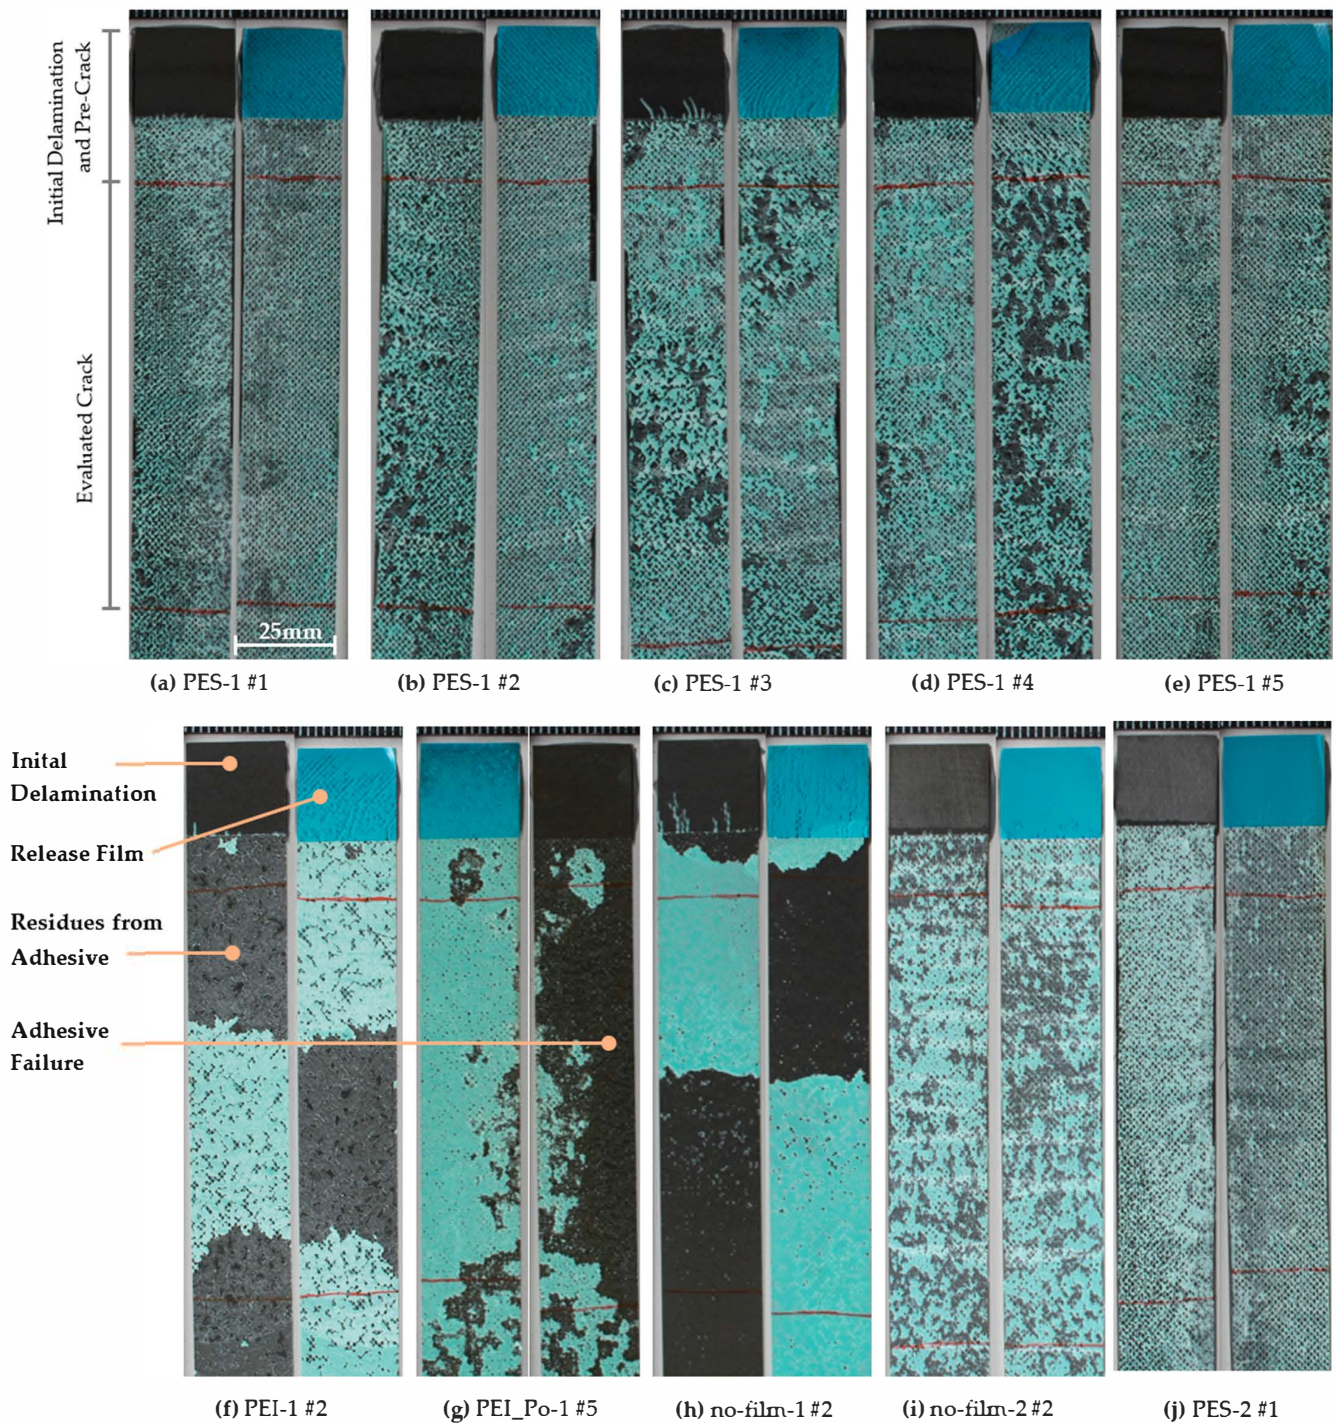 Initial Delamination
and Pre-Crack
Evaluated Crack
25mm
(a) PES-1 #1
(b) PES-1 #2
(c) PES-1 #3
(d) PES-1 #4
(e) PES-1 #5
Inital
Delamination
Release Film
Residues from
Adhesive
Adhesive
Failure
(f) PEI-1 #2
(g) PEI_Po-1 #5
(h) no-film-1 #2
(i) no-film-2 #2
(j) PES-2 #1